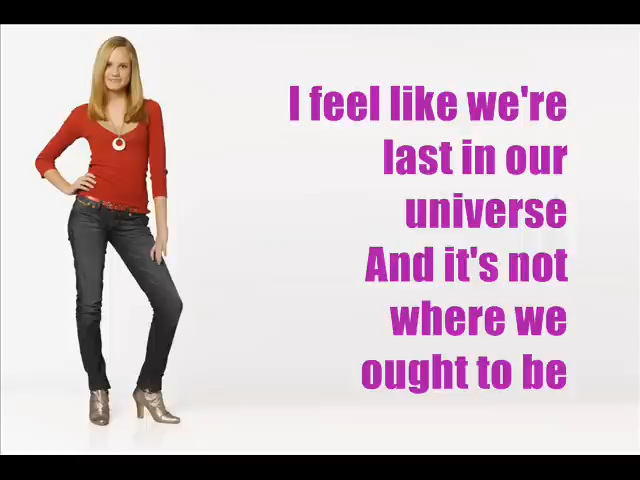 I feel like we're
last in our
universe
And it's not
where we
ought to be